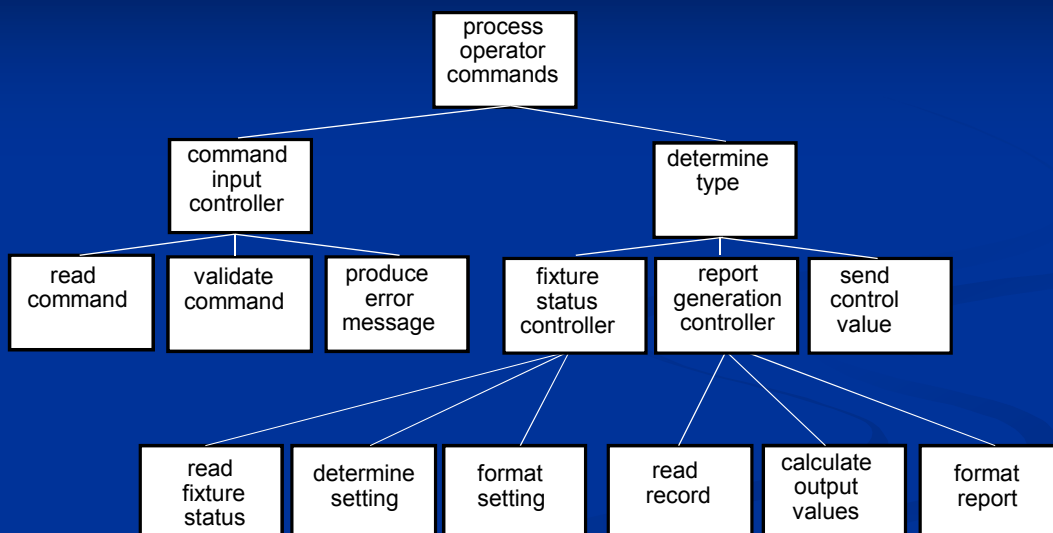 process
operator
commands
command
input
controller
determine
type
read
command
validate
command
produce
error
message
fixture
status
controller
report
generation
controller
send
control
value
read
fixture
status
determine
setting
format
setting
read
record
calculate
output
values
format
report